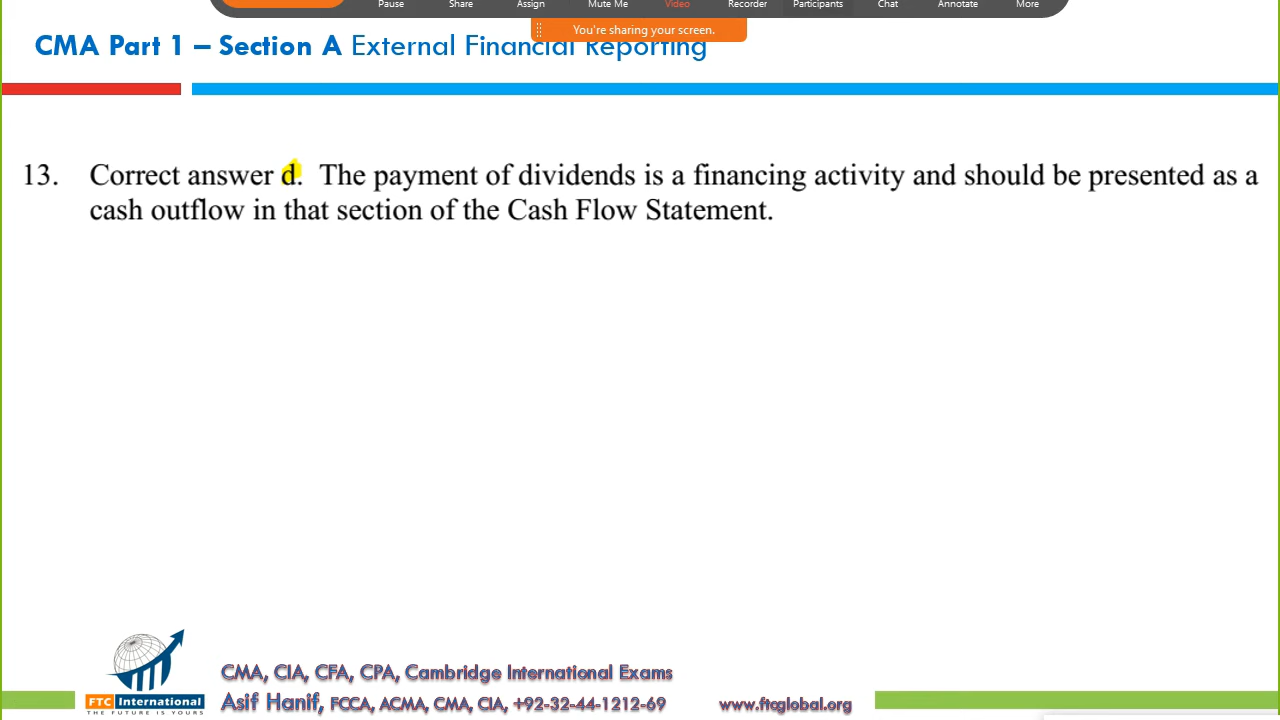 Pause Share Assign Mute Me Video Recorder Participants Chat Annotate More
You're sharing your screen.
CMA Part 1 – Section A External Financial Reporting
13. Correct answer d. The payment of dividends is a financing activity and should be presented as a
cash outflow in that section of the Cash Flow Statement.
FTC International
THE FUTURE IS YOURS
CMA, CIA, CFA, CPA, Cambridge International Exams
Asif Hanif, FCCA, ACMA, CMA, CIA, +92-32-44-1212-69 www.ftcglobal.org